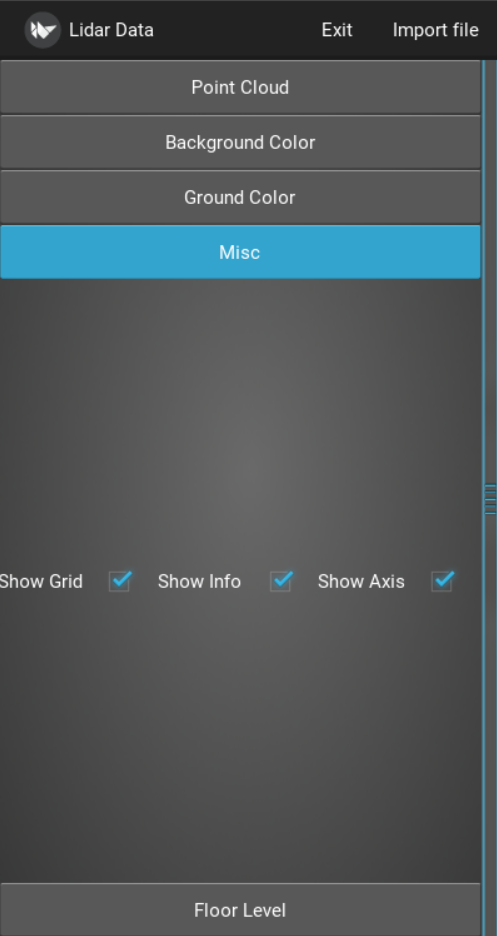 Lidar Data Exit Import file
Point Cloud
Background Color
Ground Color
Misc
Show Grid Show Info Show Axis
Floor Level